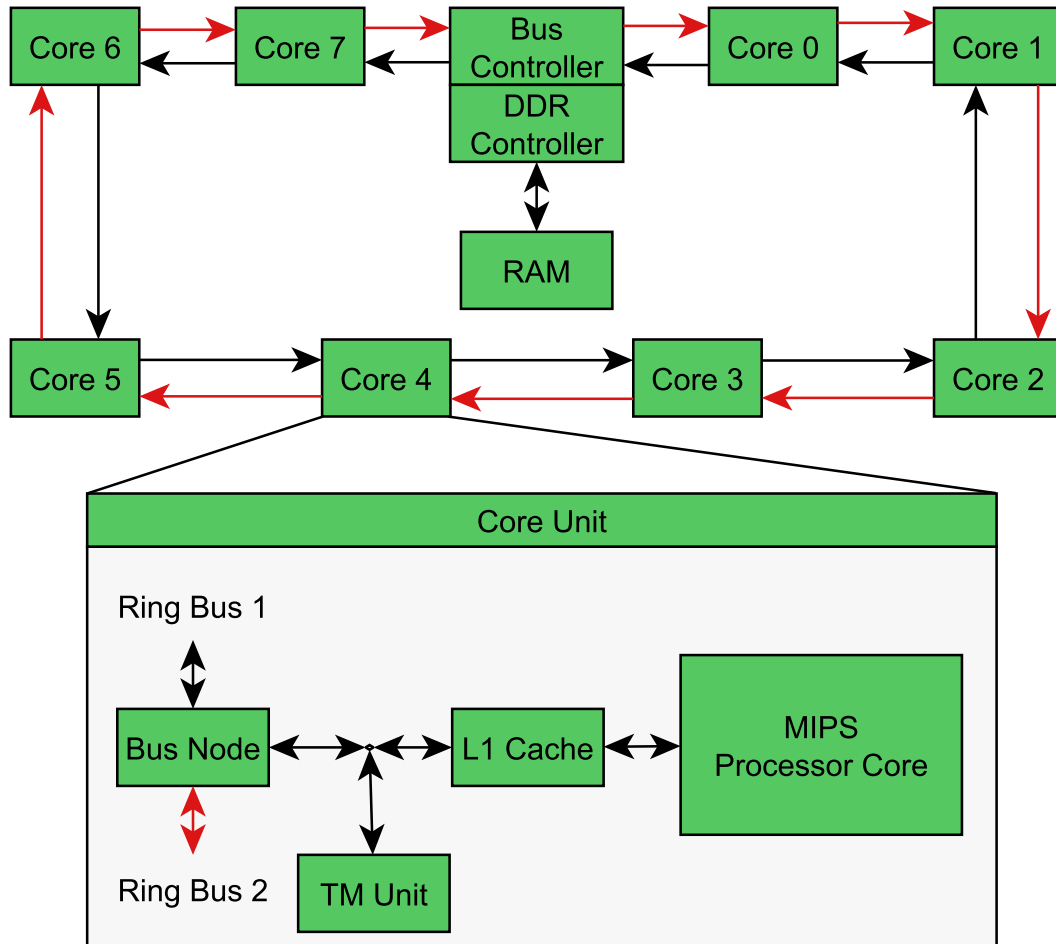 Core 6
Core 7
Bus
Controller
Core 0
Core 1
DDR
Controller
RAM
Core 5
Core 4
Core 3
Core 2
Core Unit
Ring Bus 1
Bus Node
L1 Cache
MIPS
Processor Core
Ring Bus 2
TM Unit